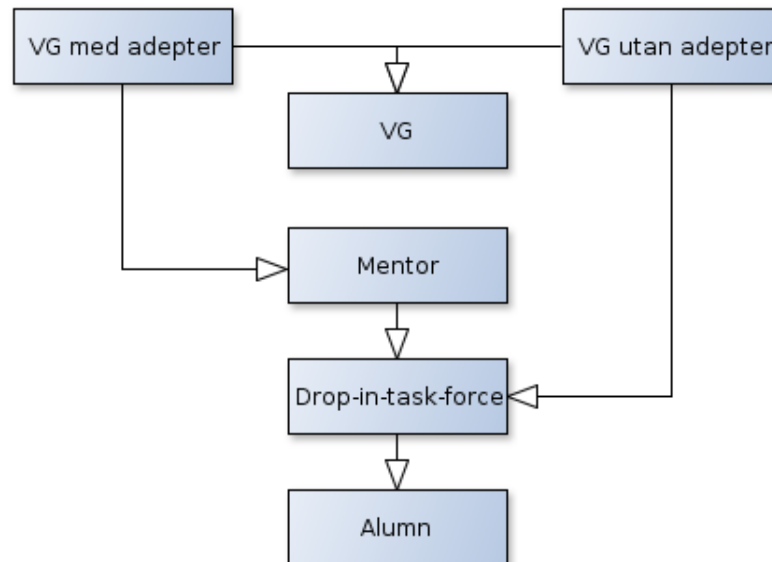 VG med adepter
VG utan adepter
VG
Mentor
Drop-in-task-force
Alumn